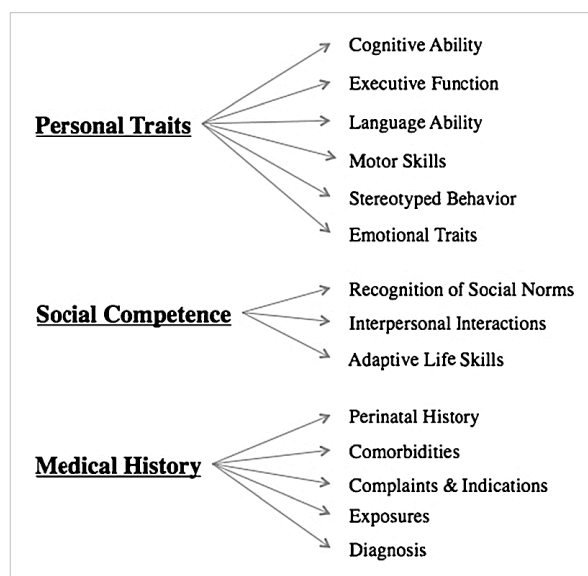 Personal Traits
Cognitive Ability
Executive Function
Language Ability
Motor Skills
Stereotyped Behavior
Emotional Traits
Social Competence
Recognition of Social Norms
Interpersonal Interactions
Adaptive Life Skills
Medical History
Perinatal History
Comorbidities
Complaints & Indications
Exposures
Diagnosis